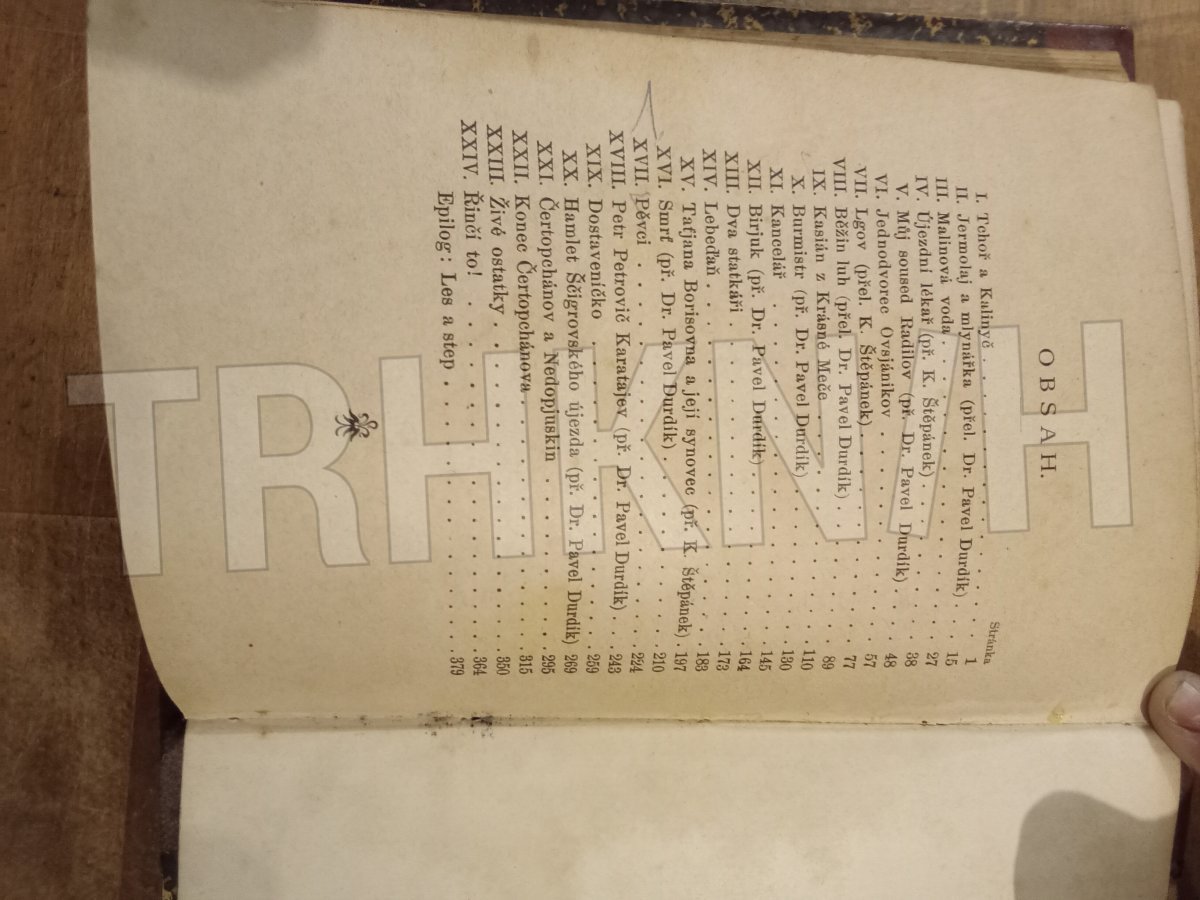 OBSAH.
Stránka
I. Tchoř a Kalinyč . . . . . . . . . . . . . 1
II. Jermolaj a mlynářka (přel. Dr. Pavel Durdík) . . 15
III. Malinová voda . . . . . . . . . . . . . 27
IV. Újezdní lékař (př. K. Štěpánek) . . . . . . 38
V. Můj soused Radilov (př. Dr. Pavel Durdík) . . . 48
VI. Jednodvorec Ovsjánikov . . . . . . . . . . 57
VII. Lgov (přel. K. Štěpánek) . . . . . . . . . 77
VIII. Běžin luh (přel. Dr. Pavel Durdík) . . . . . . 89
IX. Kasián z Krásné Meče . . . . . . . . . . 110
X. Burmistr (př. Dr. Pavel Durdík) . . . . . . . 130
XI. Kancelář . . . . . . . . . . . . . . . 145
XII. Birjuk (př. Dr. Pavel Durdík) . . . . . . . . 164
XIII. Dva statkáři . . . . . . . . . . . . . . 173
XIV. Lebeďaň . . . . . . . . . . . . . . . 183
XV. Taťjana Borisovna a její synovec (př. K. Štěpánek) . 197
XVI. Smrť (př. Dr. Pavel Durdík) . . . . . . . . 210
XVII. Pěvci . . . . . . . . . . . . . . . . 224
XVIII. Petr Petrovič Karatajev (př. Dr. Pavel Durdík) . . 243
XIX. Dostaveníčko . . . . . . . . . . . . . 259
XX. Hamlet Ščigrovského újezda (př. Dr. Pavel Durdík) 269
XXI. Čertopchánov a Nedopjuskin . . . . . . . . 295
XXII. Konec Čertopchánova . . . . . . . . . . 315
XXIII. Živé ostatky . . . . . . . . . . . . . . 350
XXIV. Řinčí to! . . . . . . . . . . . . . . . 364
Epilog: Les a step . . . . . . . . . . . . 379
TRHKNIH